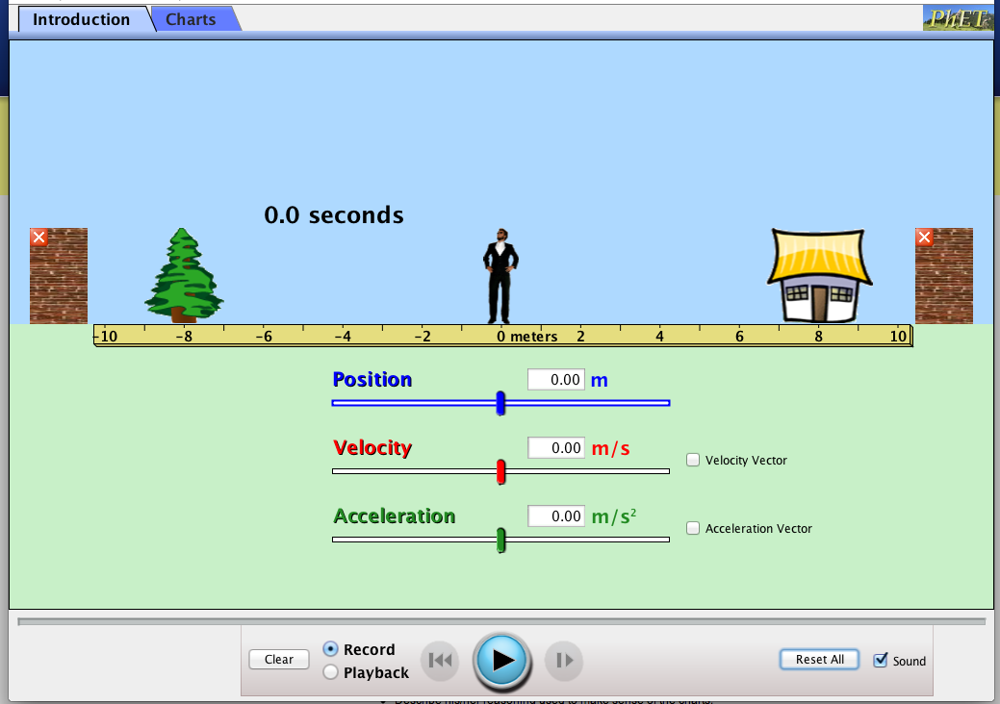 Introduction Charts PhET
0.0 seconds
-10 -8 -6 -4 -2 0 meters 2 4 6 8 10
Position 0.00 m
Velocity 0.00 m/s
Velocity Vector
Acceleration 0.00 m/s²
Acceleration Vector
Clear Record Playback Reset All Sound
Describe his/her reasoning used to make sense of the charts.